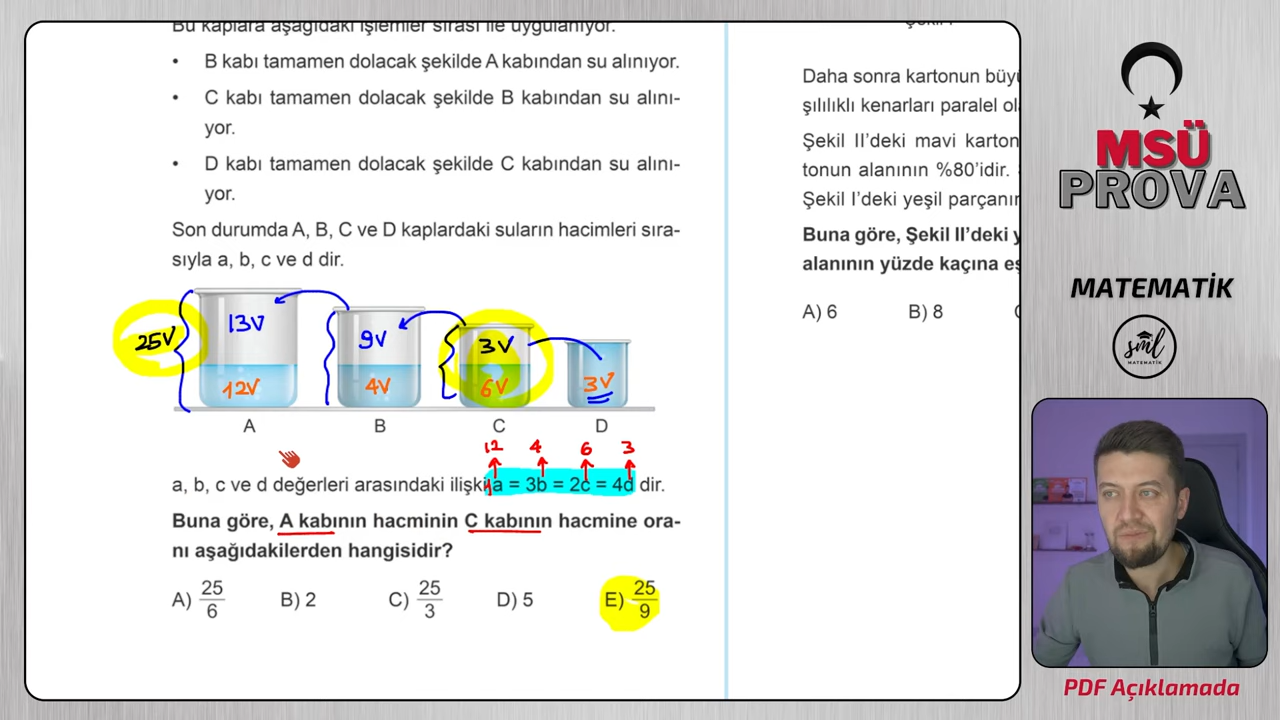 Bu kaplara aşağıdaki işlemler sırası ile uygulanıyor.
• B kabı tamamen dolacak şekilde A kabından su alınıyor.
• C kabı tamamen dolacak şekilde B kabından su alını-
yor.
• D kabı tamamen dolacak şekilde C kabından su alını-
yor.
Son durumda A, B, C ve D kaplardaki suların hacimleri sıra-
sıyla a, b, c ve d dir.
25V 13V 9V 3V
12V 4V 6V 3V
A B C D
12 4 6 3
a, b, c ve d değerleri arasındaki ilişki 1a = 3b = 2c = 4d dir.
Buna göre, A kabının hacminin C kabının hacmine ora-
nı aşağıdakilerden hangisidir?
A) 25/6 B) 2 C) 25/3 D) 5 E) 25/9
Daha sonra kartonun büyü
şılılıklı kenarları paralel ol
Şekil II'deki mavi karton
tonun alanının %80'idir.
Şekil I'deki yeşil parçanır
Buna göre, Şekil II'deki y
alanının yüzde kaçına eş
A) 6 B) 8
MSÜ
PROVA
MATEMATİK
sml
MATEMATİK
PDF Açıklamada